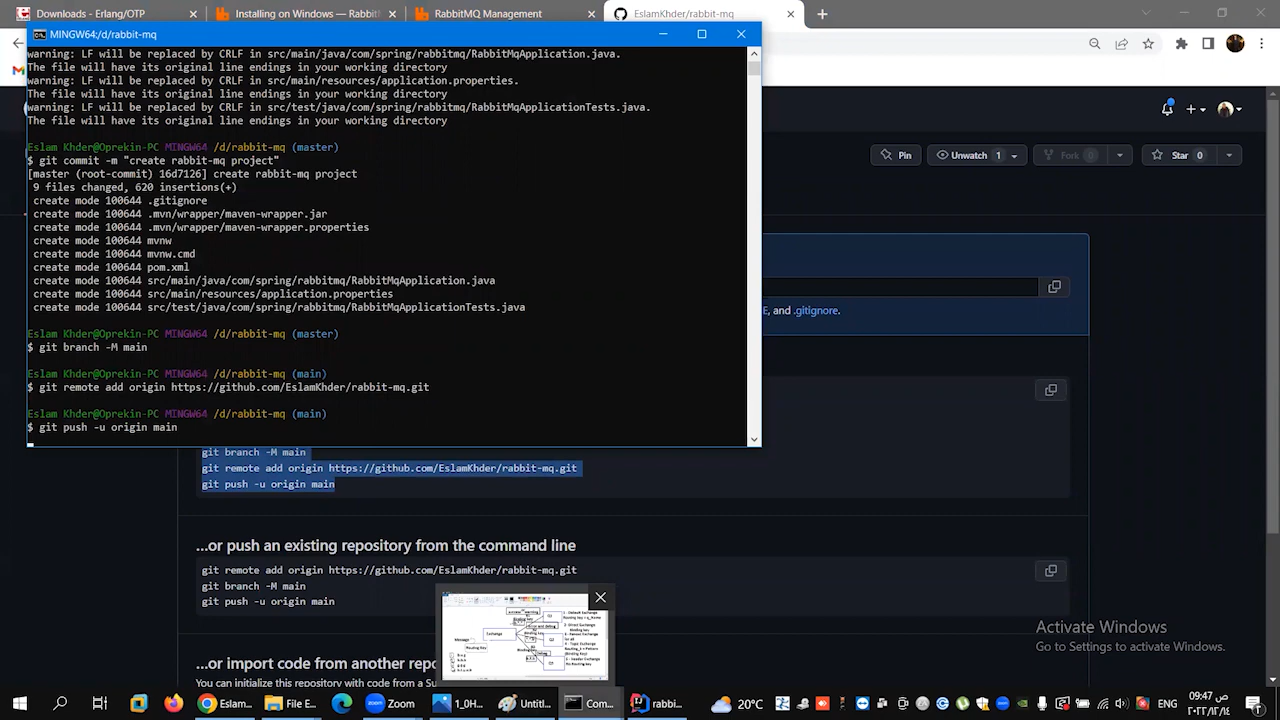 Downloads - Erlang/OTP
Installing on Windows — Rabbit
RabbitMQ Management
EslamKhder/rabbit-mq
MINGW64:/d/rabbit-mq
warning: LF will be replaced by CRLF in src/main/java/com/spring/rabbitmq/RabbitMqApplication.java.
The file will have its original line endings in your working directory
warning: LF will be replaced by CRLF in src/main/resources/application.properties.
The file will have its original line endings in your working directory
warning: LF will be replaced by CRLF in src/test/java/com/spring/rabbitmq/RabbitMqApplicationTests.java.
The file will have its original line endings in your working directory
Eslam Khder@Oprekin-PC MINGW64 /d/rabbit-mq (master)
$ git commit -m "create rabbit-mq project"
[master (root-commit) 16d7126] create rabbit-mq project
9 files changed, 620 insertions(+)
create mode 100644 .gitignore
create mode 100644 .mvn/wrapper/maven-wrapper.jar
create mode 100644 .mvn/wrapper/maven-wrapper.properties
create mode 100644 mvnw
create mode 100644 mvnw.cmd
create mode 100644 pom.xml
create mode 100644 src/main/java/com/spring/rabbitmq/RabbitMqApplication.java
create mode 100644 src/main/resources/application.properties
create mode 100644 src/test/java/com/spring/rabbitmq/RabbitMqApplicationTests.java
Eslam Khder@Oprekin-PC MINGW64 /d/rabbit-mq (master)
$ git branch -M main
Eslam Khder@Oprekin-PC MINGW64 /d/rabbit-mq (main)
$ git remote add origin https://github.com/EslamKhder/rabbit-mq.git
Eslam Khder@Oprekin-PC MINGW64 /d/rabbit-mq (main)
$ git push -u origin main
Pin
Unwatch 1
Fork 0
Star 0
E, and .gitignore.
git branch -M main
git remote add origin https://github.com/EslamKhder/rabbit-mq.git
git push -u origin main
...or push an existing repository from the command line
git remote add origin https://github.com/EslamKhder/rabbit-mq.git
git branch -M main
git push -u origin main
...or import code from another repo
You can initialize this repository with code from a Su
Exchange
Message
Routing Key
Activate Windows
Go to Settings to activate Windows.
Eslam...
File ...
Zoom
1_0H...
Untitl...
Com...
rabbi...
20°C
09:47 ص